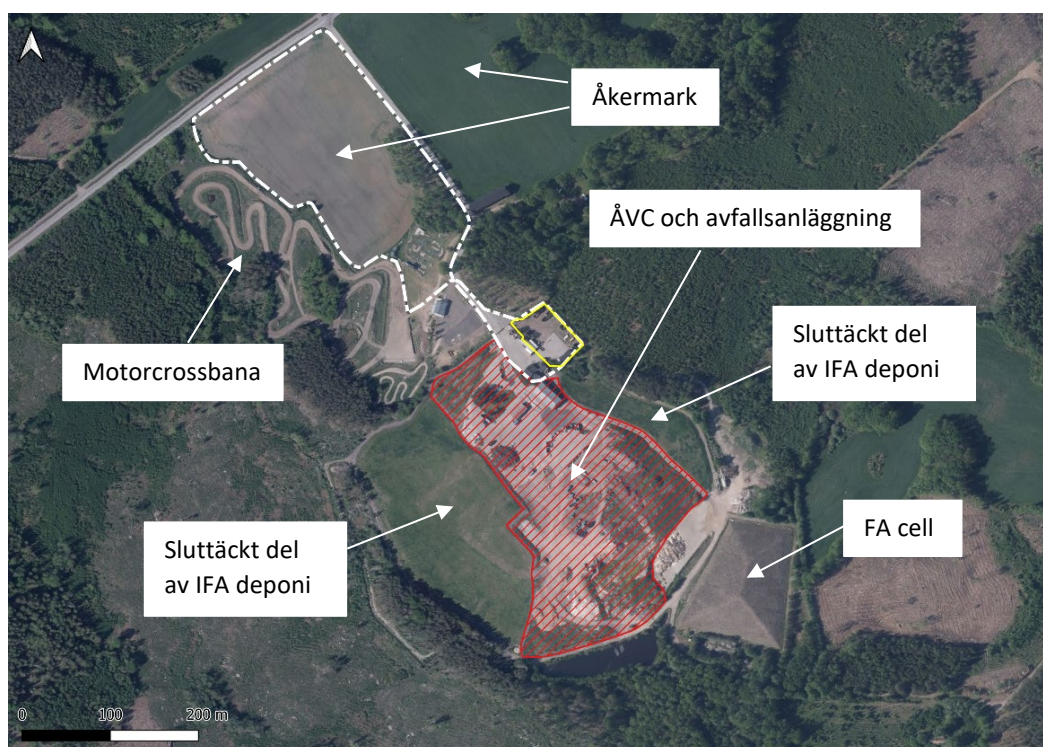 Åkermark
ÅVC och avfallsanläggning
Sluttäckt del
av IFA deponi
Motorcrossbana
FA cell
Sluttäckt del
av IFA deponi
0 100 200 m